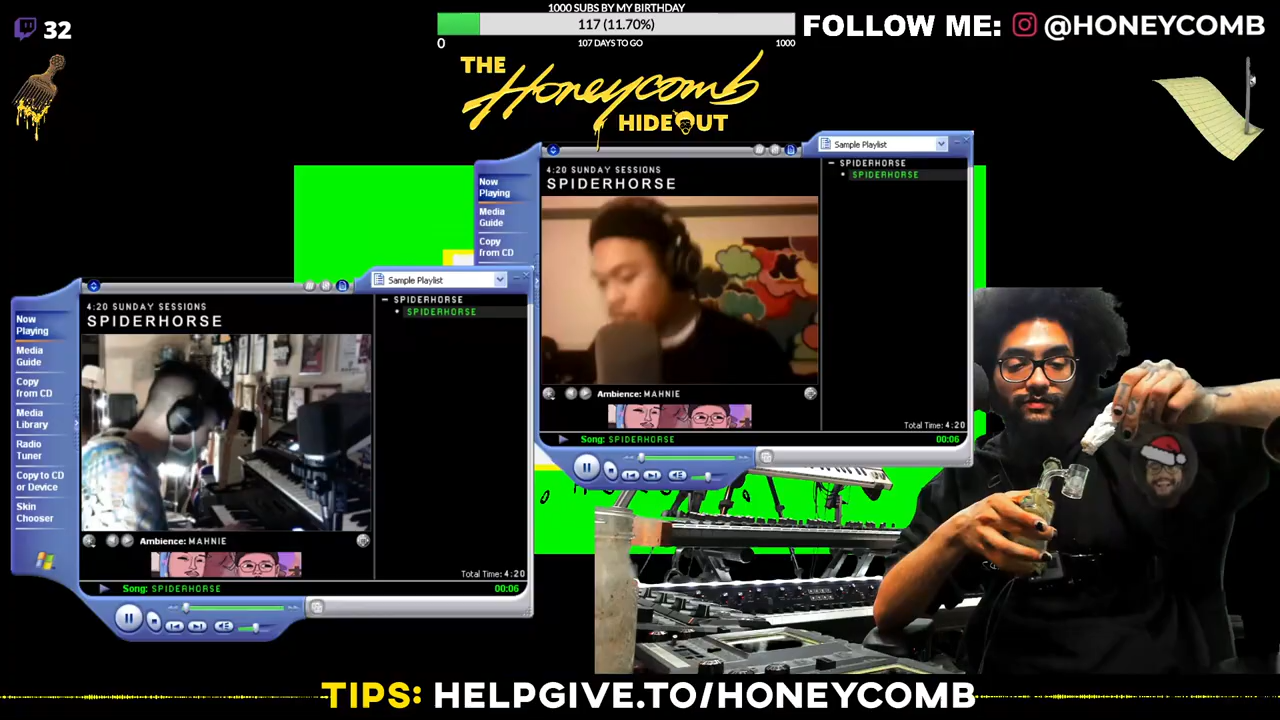 32
1000 SUBS BY MY BIRTHDAY
117 (11.70%)
0
107 DAYS TO GO
1000
FOLLOW ME: @HONEYCOMB
THE
Honeycomb
HIDEOUT
Sample Playlist
4:20 SUNDAY SESSIONS
SPIDERHORSE
SPIDERHORSE
SPIDERHORSE
Now
Playing
Media
Guide
Copy
from CD
Ambience: MAHNIE
Total Time: 4:20
Song: SPIDERHORSE
00:06
Sample Playlist
4:20 SUNDAY SESSIONS
SPIDERHORSE
SPIDERHORSE
SPIDERHORSE
Now
Playing
Media
Guide
Copy
from CD
Media
Library
Radio
Tuner
Copy to CD
or Device
Skin
Chooser
Ambience: MAHNIE
Total Time: 4:20
Song: SPIDERHORSE
00:06
TIPS: HELPGIVE.TO/HONEYCOMB